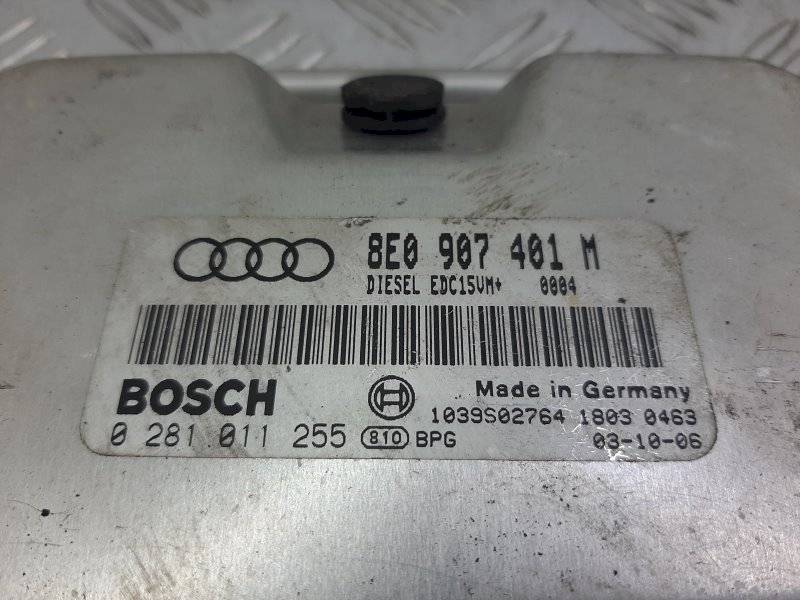 8E0 907 401 M
DIESEL EDC15VM+ 0004
BOSCH
Made in Germany
1039S02764 1803 0463
0 281 011 255 810 BPG 03-10-06